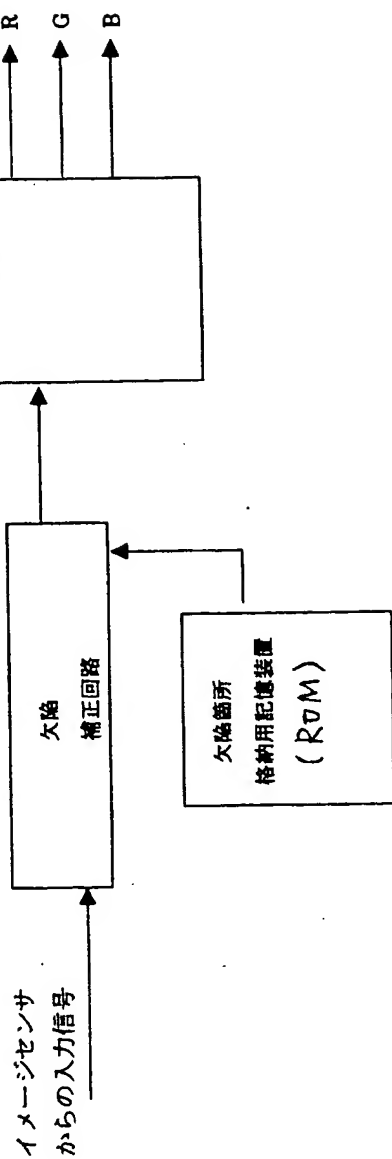 イメージセンサ
からの入力信号
欠陥
補正回路
欠陥箇所
格納用記憶装置
(ROM)
R
G
B